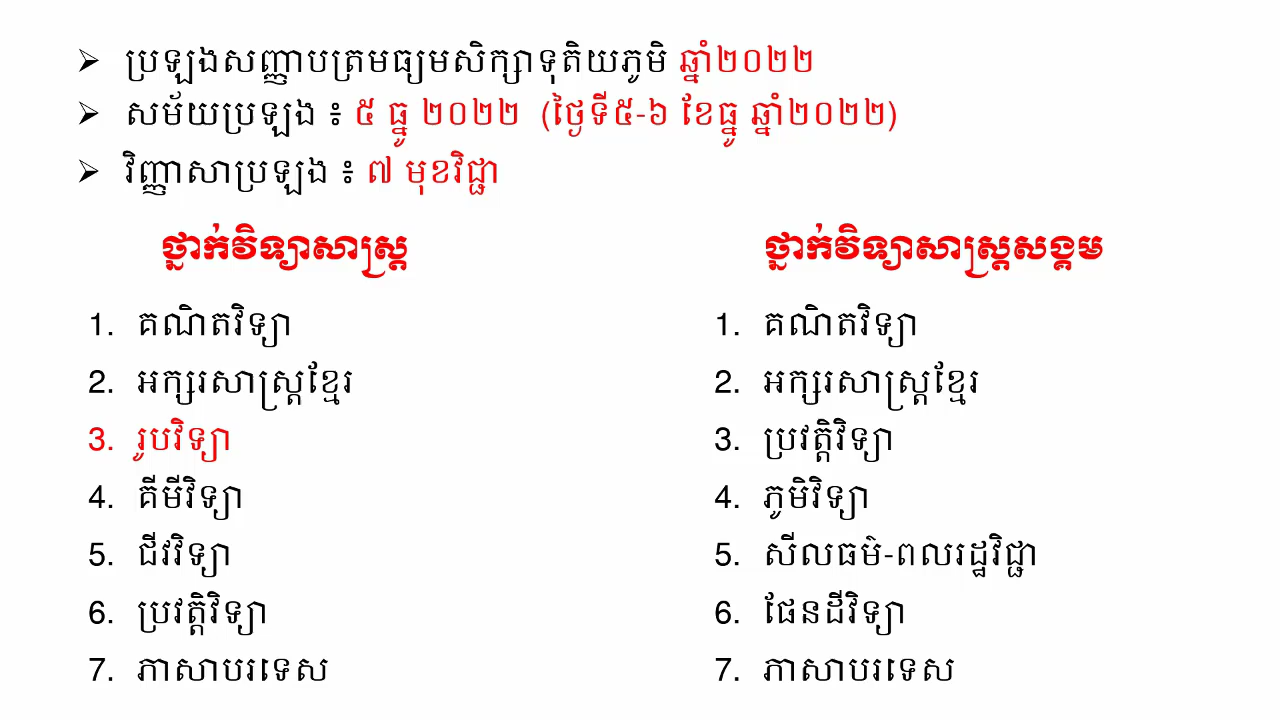 ➢ ប្រឡងសញ្ញាបត្រមធ្យមសិក្សាទុតិយភូមិ ឆ្នាំ២០២២
➢ សម័យប្រឡង ៖ ៥ ធ្នូ ២០២២ (ថ្ងៃទី៥-៦ ខែធ្នូ ឆ្នាំ២០២២)
➢ វិញ្ញាសាប្រឡង ៖ ៧ មុខវិជ្ជា
ថ្នាក់វិទ្យាសាស្ត្រ
1. គណិតវិទ្យា
2. អក្សរសាស្ត្រខ្មែរ
3. រូបវិទ្យា
4. គីមីវិទ្យា
5. ជីវវិទ្យា
6. ប្រវត្តិវិទ្យា
7. ភាសាបរទេស
ថ្នាក់វិទ្យាសាស្ត្រសង្គម
1. គណិតវិទ្យា
2. អក្សរសាស្ត្រខ្មែរ
3. ប្រវត្តិវិទ្យា
4. ភូមិវិទ្យា
5. សីលធម៌-ពលរដ្ឋវិជ្ជា
6. ផែនដីវិទ្យា
7. ភាសាបរទេស